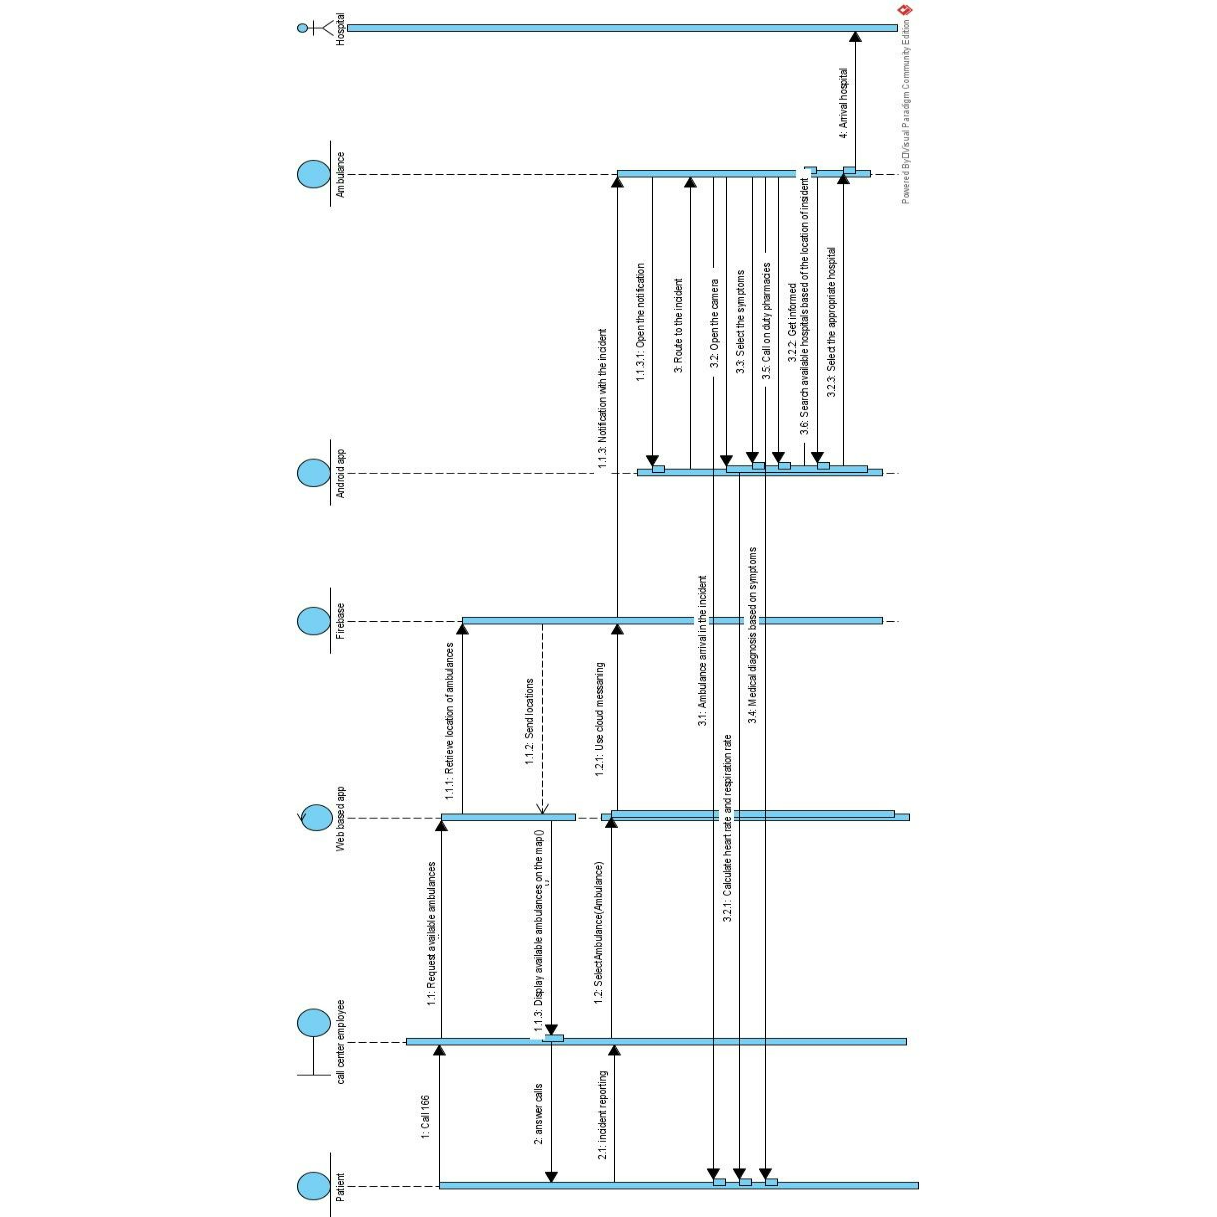 Patient
call center employee
Web based app
Firebase
Android app
Ambulance
Hospital
1: Call 166
1.1: Request available ambulances
1.1.1: Retrieve location of ambulances
1.1.2: Send locations
1.1.3: Display available ambulances on the map()
2: answer calls
2.1: incident reporting
1.2: SelectAmbulance(Ambulance)
1.2.1: Use cloud messaning
1.1.3: Notification with the incident
1.1.3.1: Open the notification
3: Route to the incident
3.1: Ambulance arrival in the incident
3.2: Open the camera
3.2.1: Calculate heart rate and respiration rate
3.3: Select the symptoms
3.4: Medical diagnosis based on symptoms
3.5: Call on duty pharmacies
3.2.2: Get informed
3.6: Search available hospitals based of the location of insident
3.2.3: Select the appropriate hospital
4: Arrival hospital
Powered By Visual Paradigm Community Edition